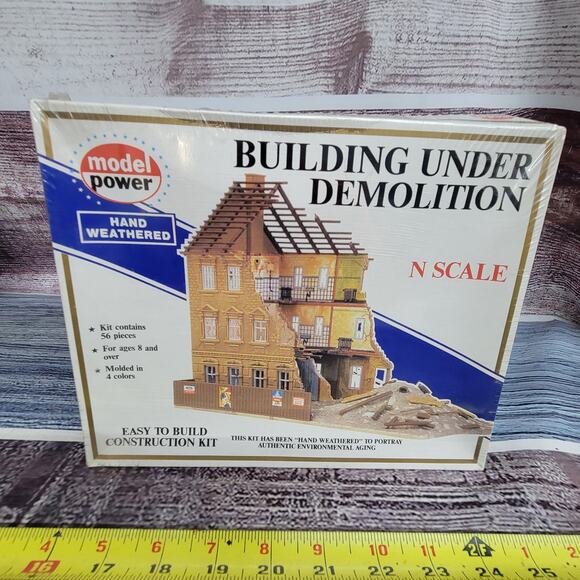 model
power
HAND
WEATHERED
BUILDING UNDER
DEMOLITION
N SCALE
★ Kit contains
56 pieces
★ For ages 8 and
over
★ Molded in
4 colors
EASY TO BUILD
CONSTRUCTION KIT
THIS KIT HAS BEEN "HAND WEATHERED" TO PORTRAY
AUTHENTIC ENVIRONMENTAL AGING
4 5 6 7 8 9 10 11 2F 1
16 17 18 19 20 21 22 23 24 25